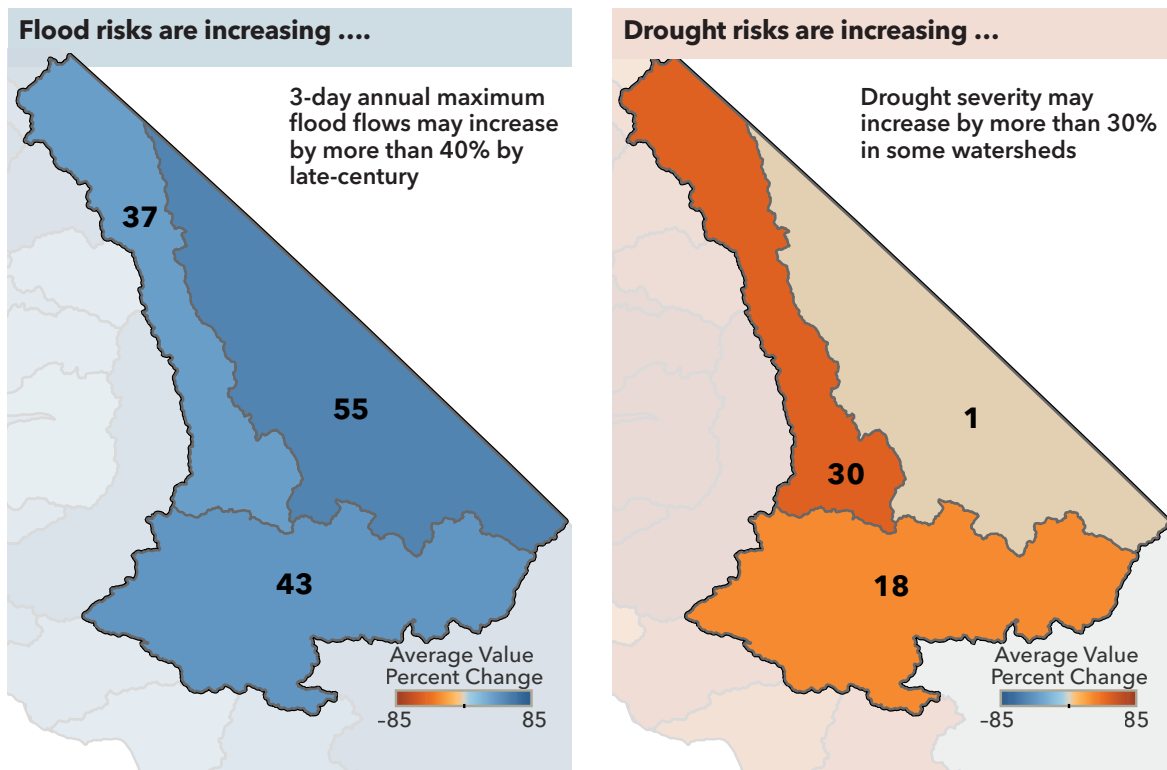 Flood risks are increasing ....
3-day annual maximum
flood flows may increase
by more than 40% by
late-century
37
55
43
Average Value
Percent Change
–85 85
Drought risks are increasing ...
Drought severity may
increase by more than 30%
in some watersheds
1
30
18
Average Value
Percent Change
–85 85